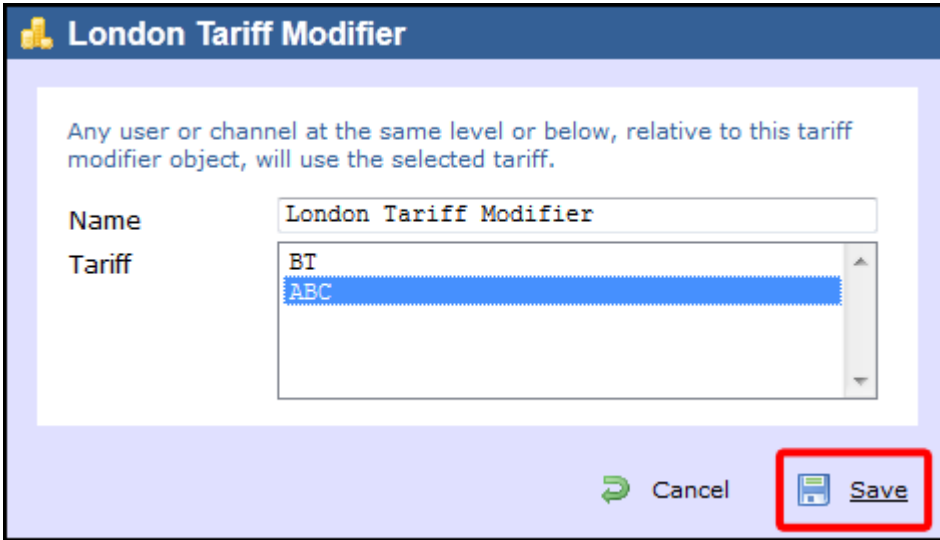 London Tariff Modifier
Any user or channel at the same level or below, relative to this tariff
modifier object, will use the selected tariff.
Name London Tariff Modifier
Tariff BT
ABC
Cancel Save